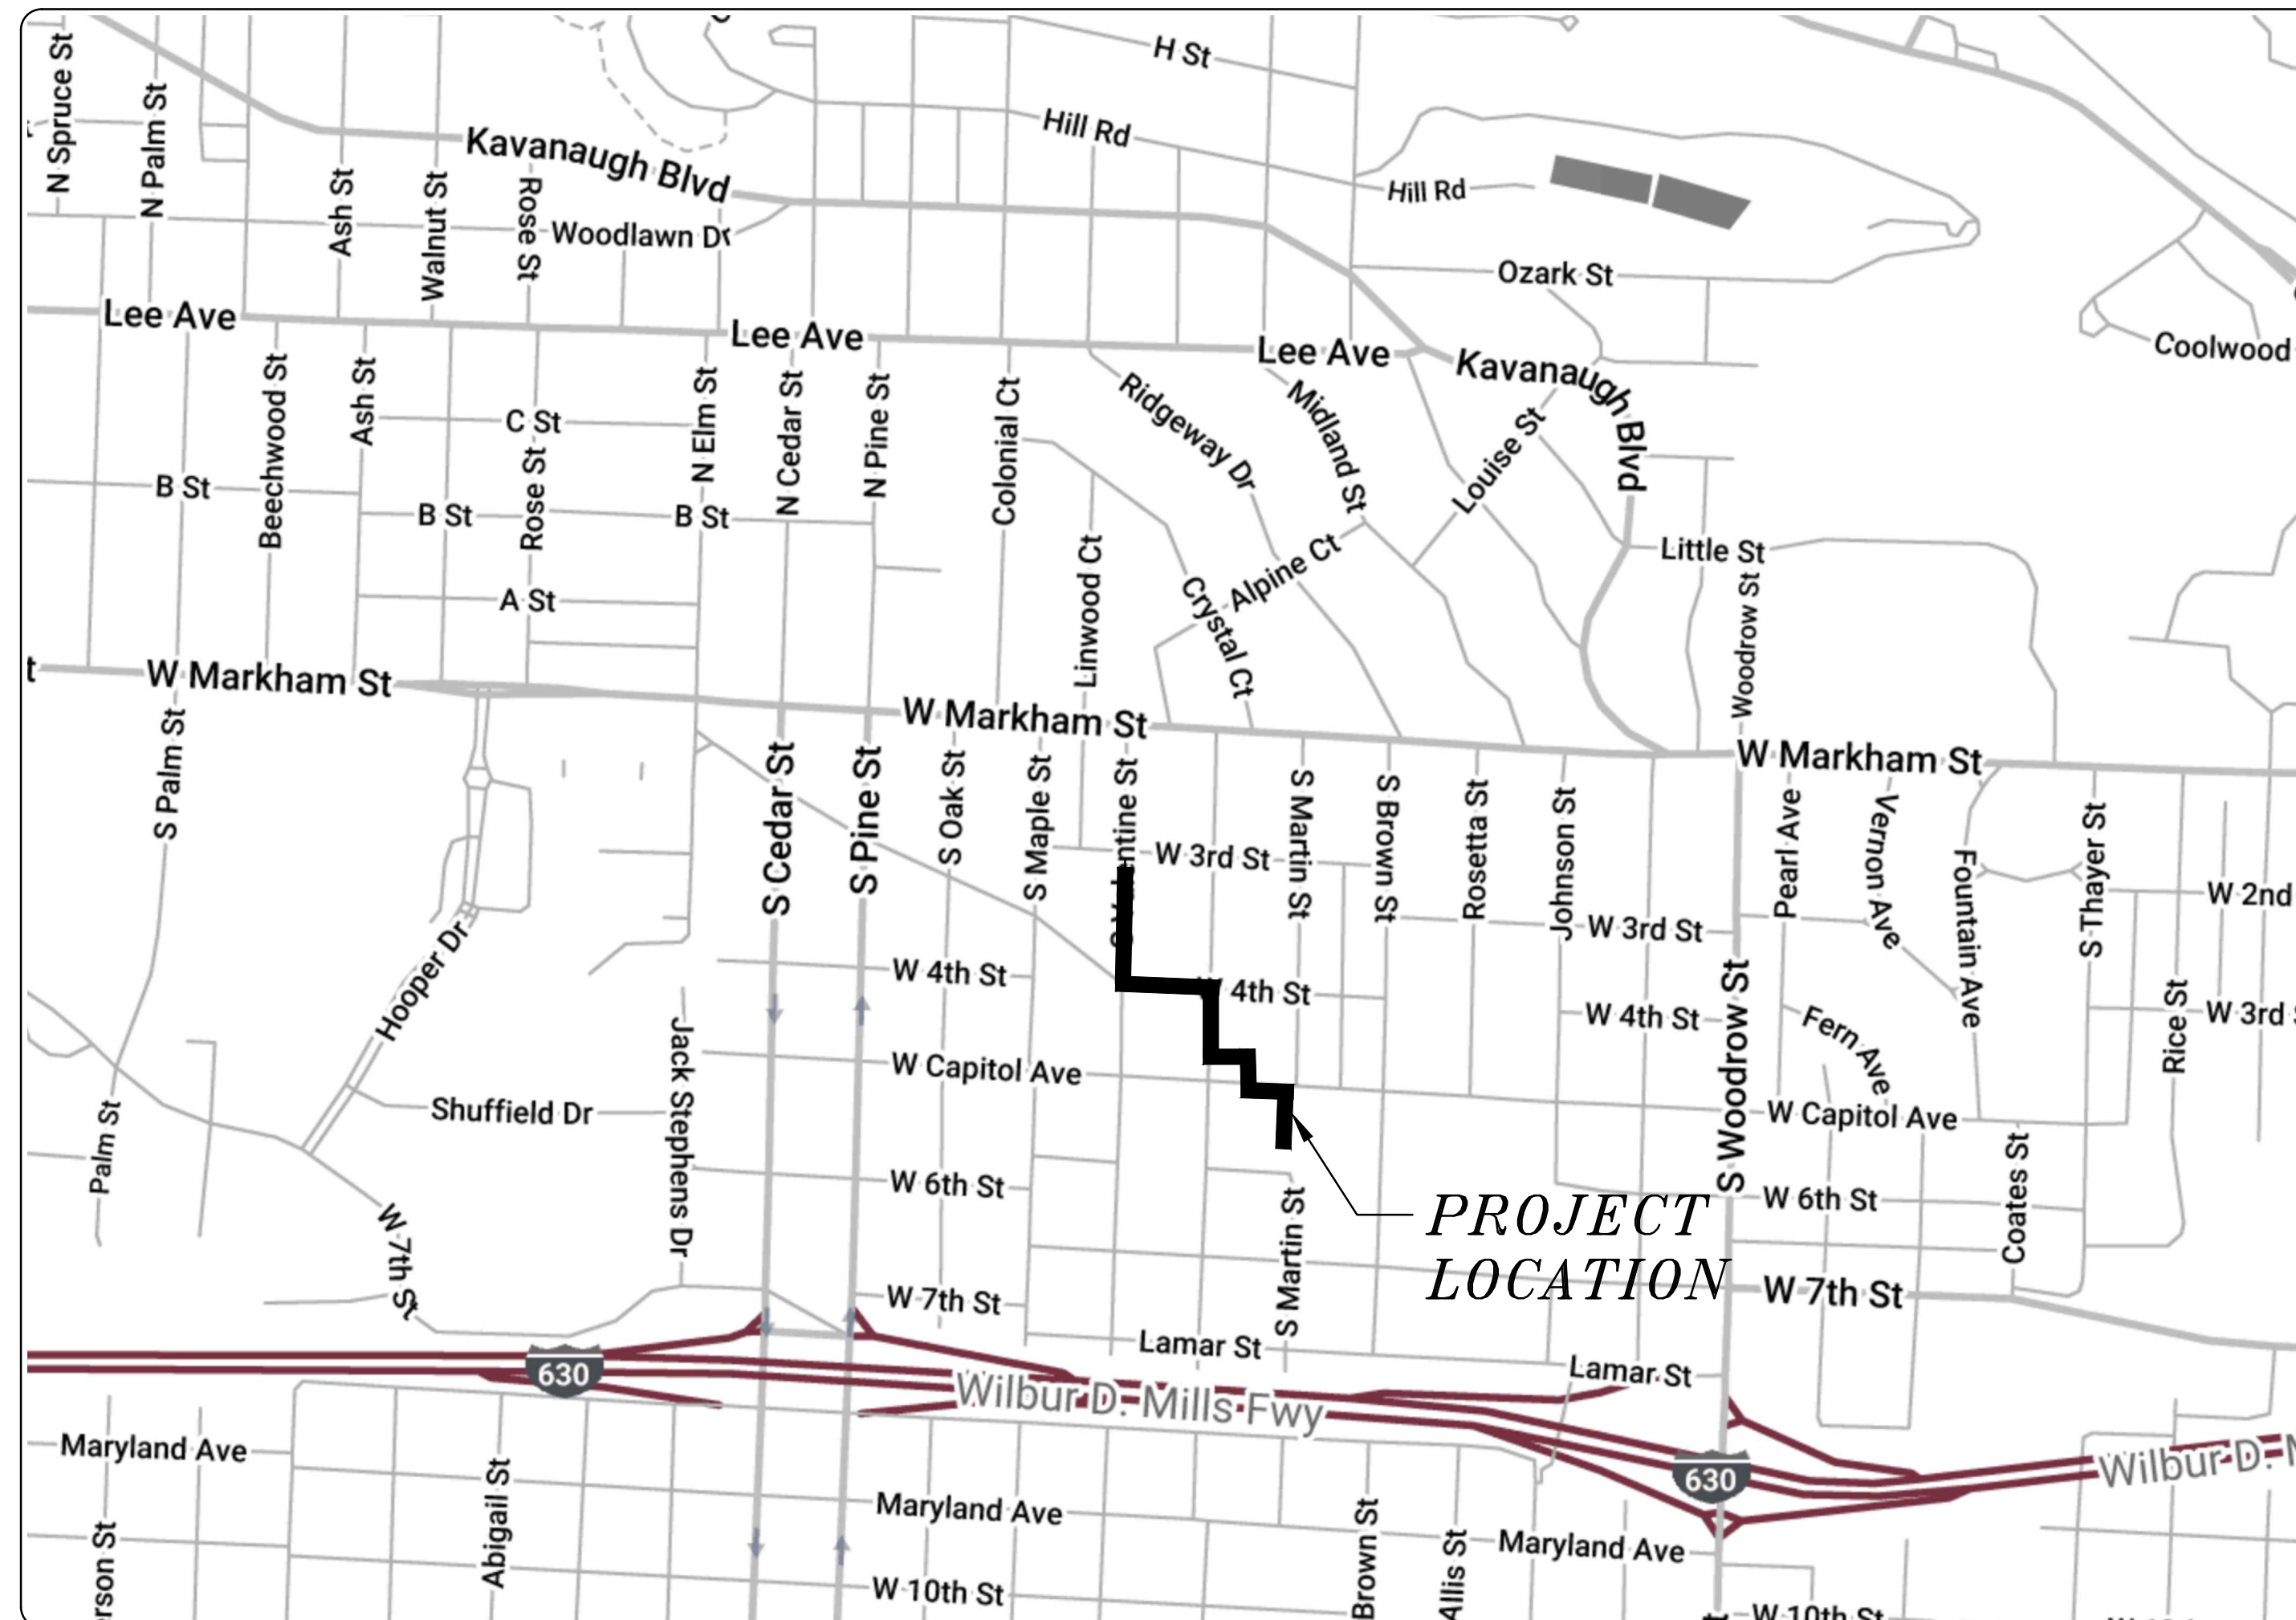 H St
N Spruce St
N Palm St
Hill Rd
Kavanaugh Blvd
Hill Rd
Ash St
Walnut St
Rose St
Woodlawn Dr
Ozark St
Lee Ave
Lee Ave
Lee Ave
Kavanaugh Blvd
Coolwood
Beechwood St
Ash St
C St
N Elm St
N Cedar St
N Pine St
Colonial Ct
Ridgeway Dr
Midland St
Louise St
B St
B St
Rose St
B St
Little St
Alpine Ct
Linwood Ct
Crystal Ct
Woodrow St
A St
W Markham St
W Markham St
W Markham St
S Palm St
S Cedar St
S Pine St
S Oak St
S Maple St
W 3rd St
S Martin St
S Brown St
Rosetta St
Johnson St
Pearl Ave
Vernon Ave
Fountain Ave
S Thayer St
W 2nd
W 3rd St
Hooper Dr
W 4th St
4th St
W 4th St
S Woodrow St
Fern Ave
Rice St
W 3rd S
Jack Stephens Dr
W Capitol Ave
W Capitol Ave
Shuffield Dr
Palm St
W 6th St
W 6th St
Coates St
PROJECT
LOCATION
S Martin St
W 7th St
W 7th St
W 7th St
Lamar St
Lamar St
630
Wilbur D. Mills Fwy
630
Wilbur D. M
Maryland Ave
Abigail St
Maryland Ave
Maryland Ave
erson St
Brown St
Allis St
W 10th St
W 10th St